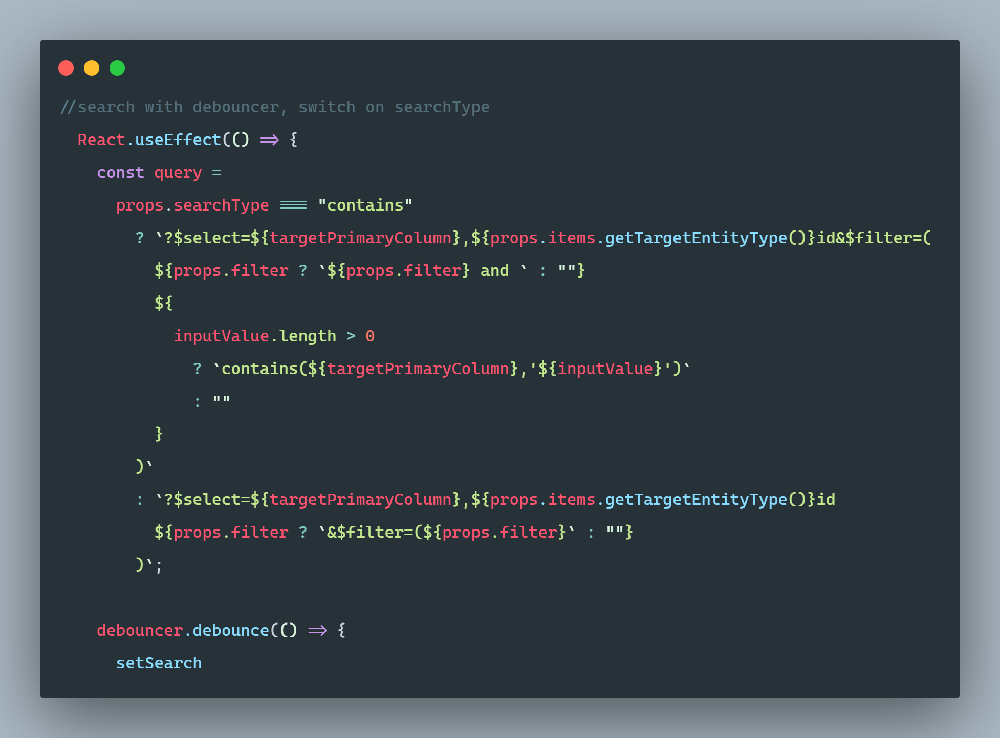 //search with debouncer, switch on searchType
  React.useEffect(() => {
    const query =
      props.searchType === "contains"
        ? `?$select=${targetPrimaryColumn},${props.items.getTargetEntityType()}id&$filter=(
          ${props.filter ? `${props.filter} and ` : ""}
          ${
            inputValue.length > 0
              ? `contains(${targetPrimaryColumn},'${inputValue}')`
              : ""
          }
        )`
        : `?$select=${targetPrimaryColumn},${props.items.getTargetEntityType()}id
          ${props.filter ? `&$filter=(${props.filter}` : ""}
        )`;

    debouncer.debounce(() => {
      setSearch